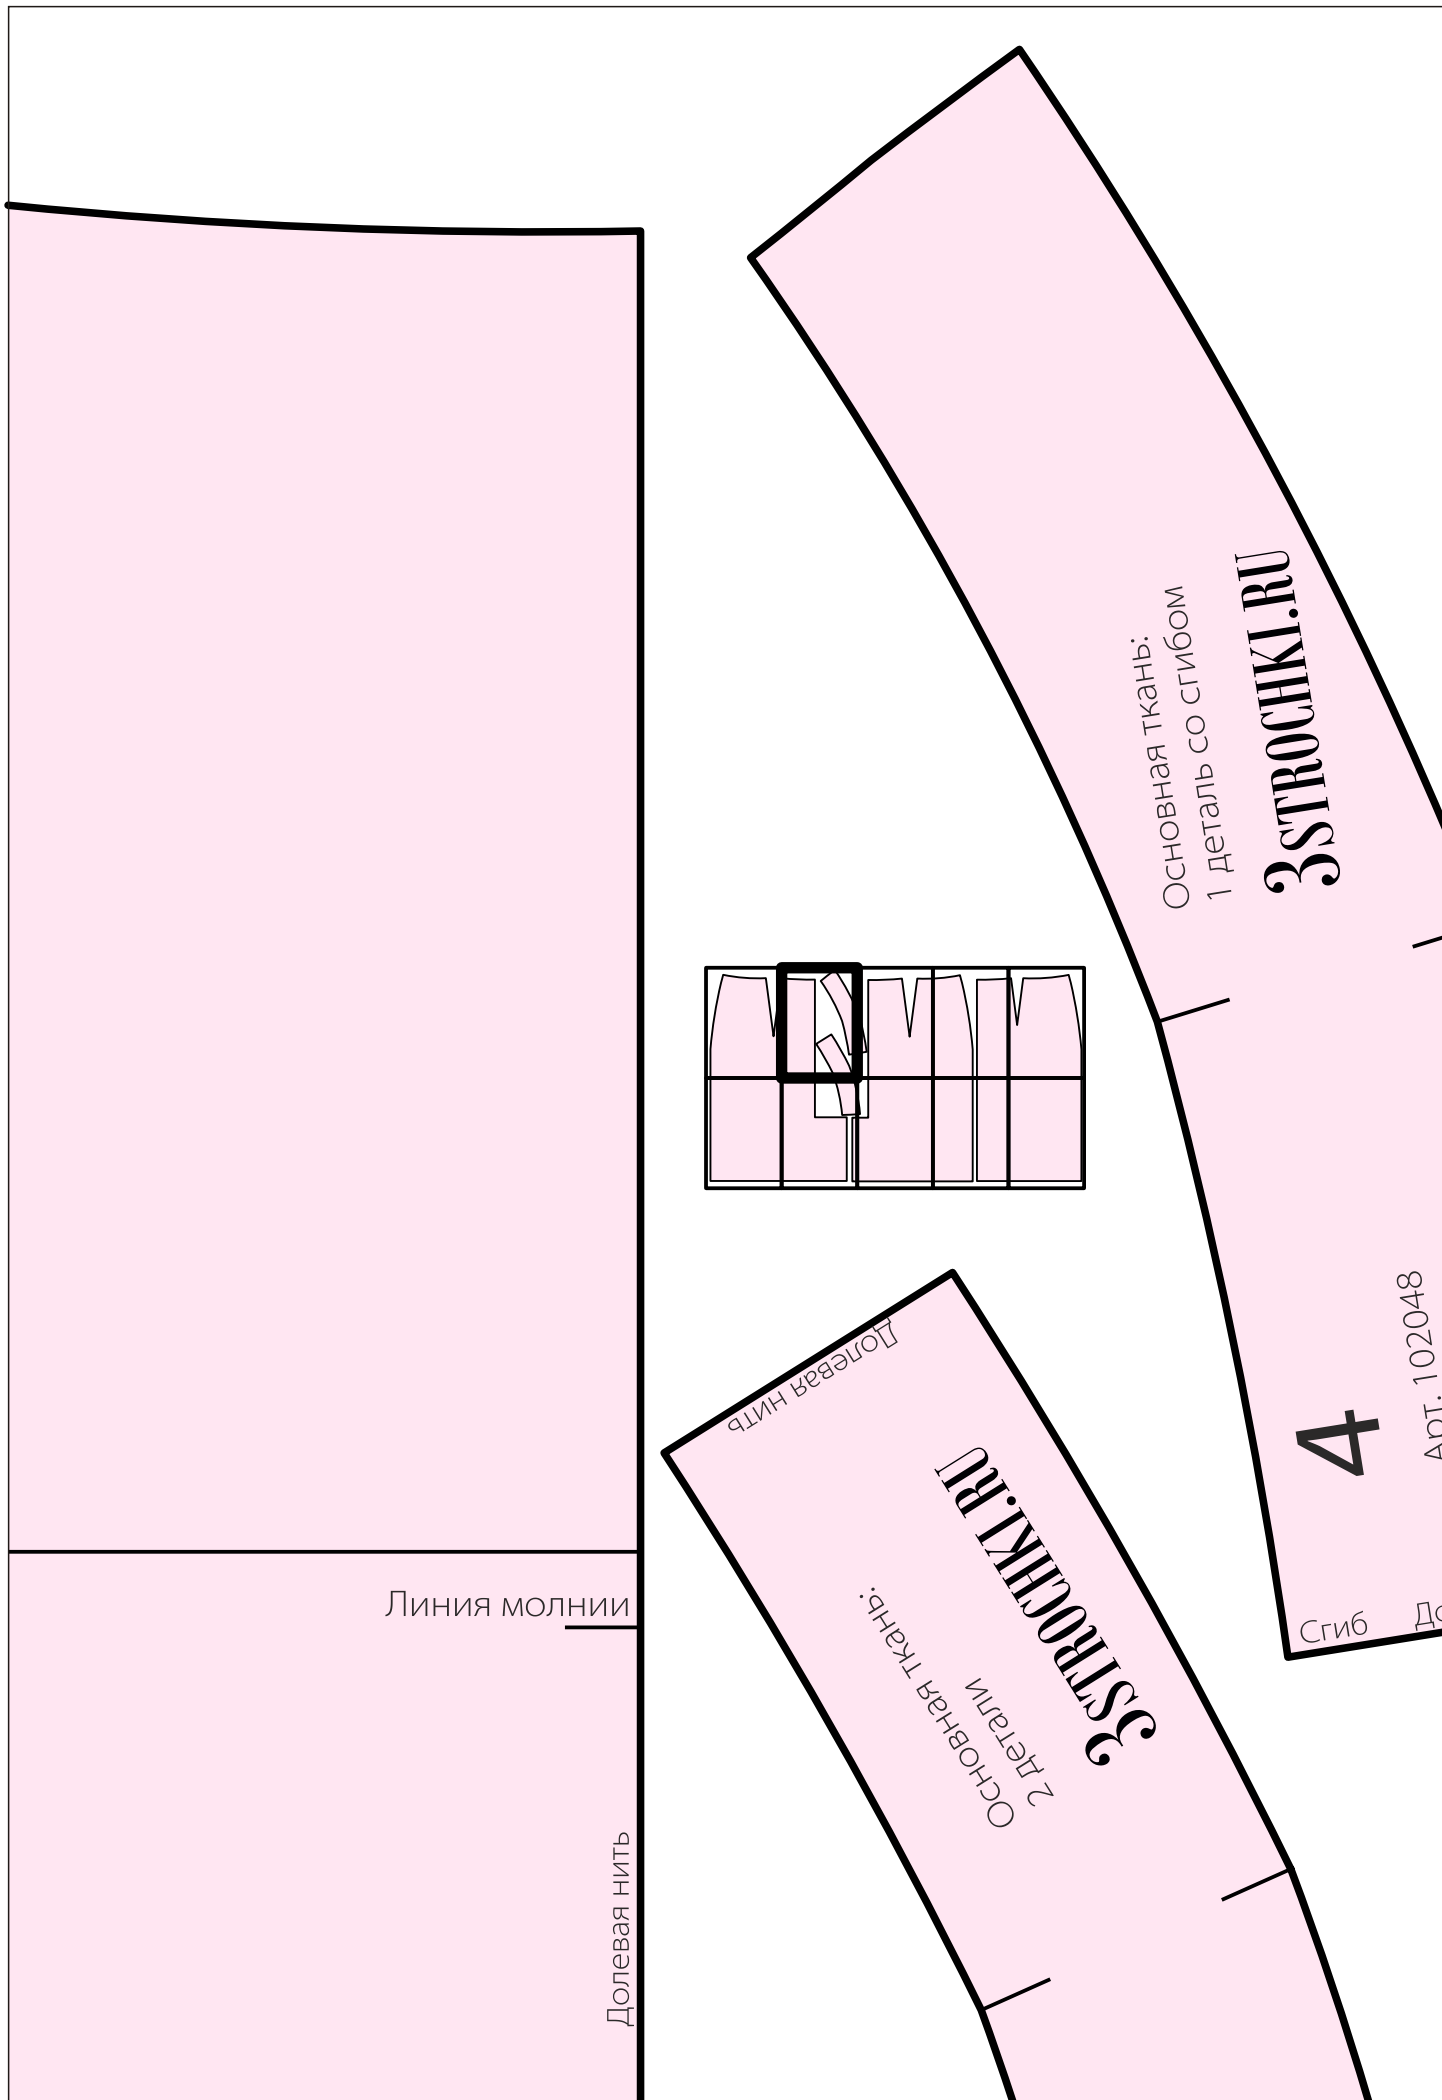 Основная ткань:
1 деталь со сгибом
3STROCHKI.RU
4
Арт. 102048
Сгиб
Долевая нить
Основная ткань:
2 детали
3STROCHKI.RU
Линия молнии
Долевая нить